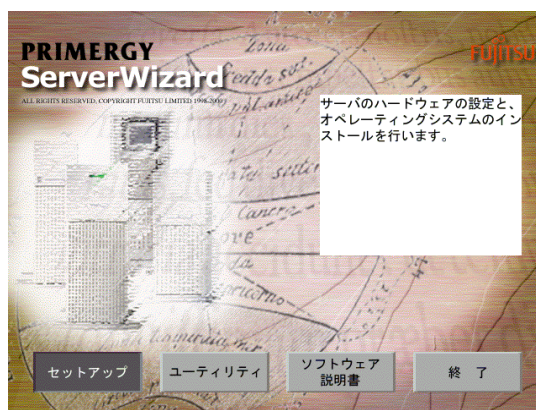 PRIMERGY
ServerWizard
FUJITSU
ALL RIGHTS RESERVED, COPYRIGHT FUJITSU LIMITED 1998-2000
サーバのハードウェアの設定と、
オペレーティングシステムのイン
ストールを行います。
Zona
Cancro
セットアップ
ユーティリティ
ソフトウェア
説明書
終 了